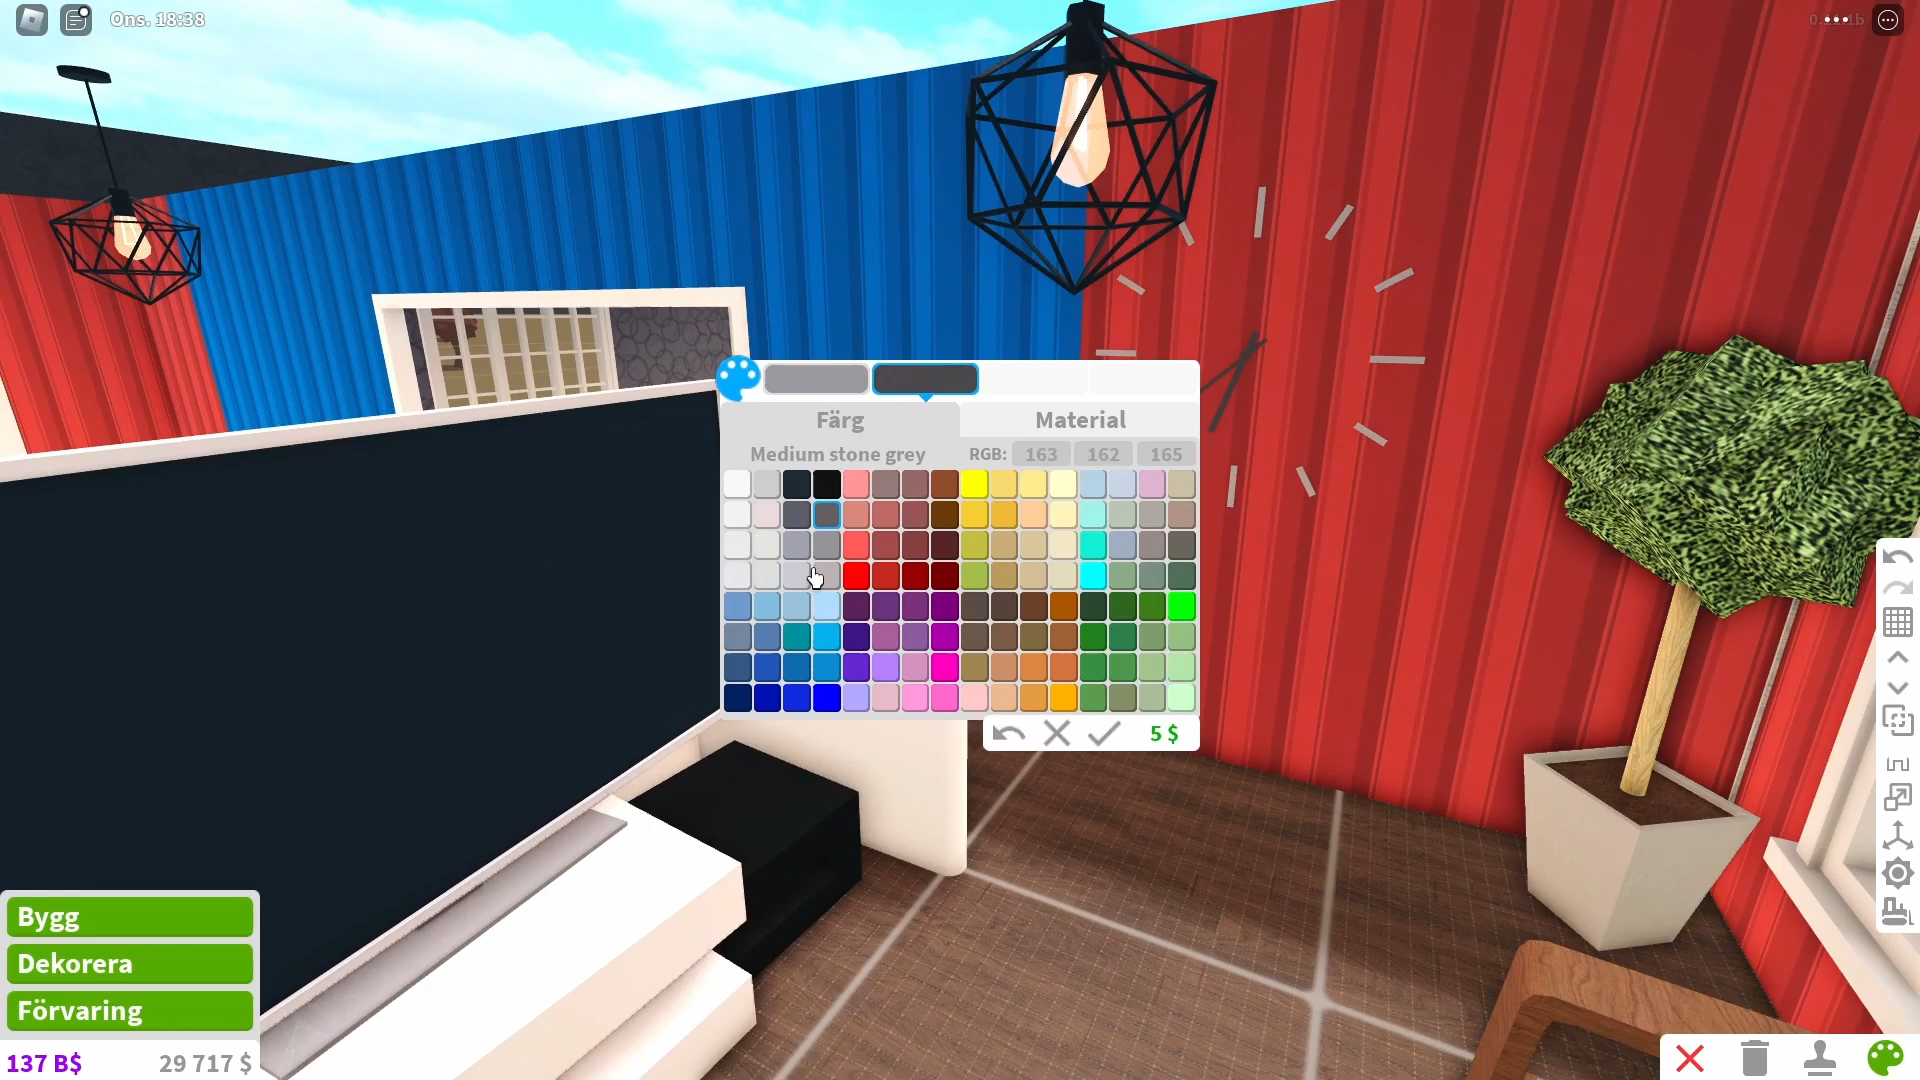 Ons. 18:38
Färg
Material
Medium stone grey
RGB: 163 162 165
5 $
Bygg
Dekorera
Förvaring
137 B$
29 717 $